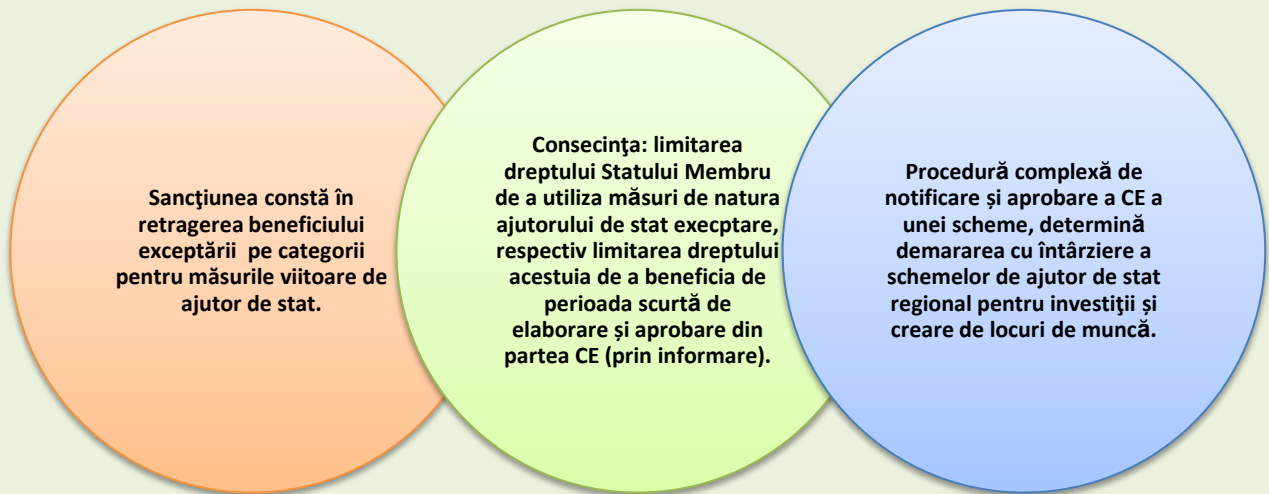 Sancţiunea constă în
retragerea beneficiului
exceptării pe categorii
pentru măsurile viitoare de
ajutor de stat.
Consecinţa: limitarea
dreptului Statului Membru
de a utiliza măsuri de natura
ajutorului de stat execptare,
respectiv limitarea dreptului
acestuia de a beneficia de
perioada scurtă de
elaborare și aprobare din
partea CE (prin informare).
Procedură complexă de
notificare și aprobare a CE a
unei scheme, determină
demararea cu întârziere a
schemelor de ajutor de stat
regional pentru investiţii și
creare de locuri de muncă.